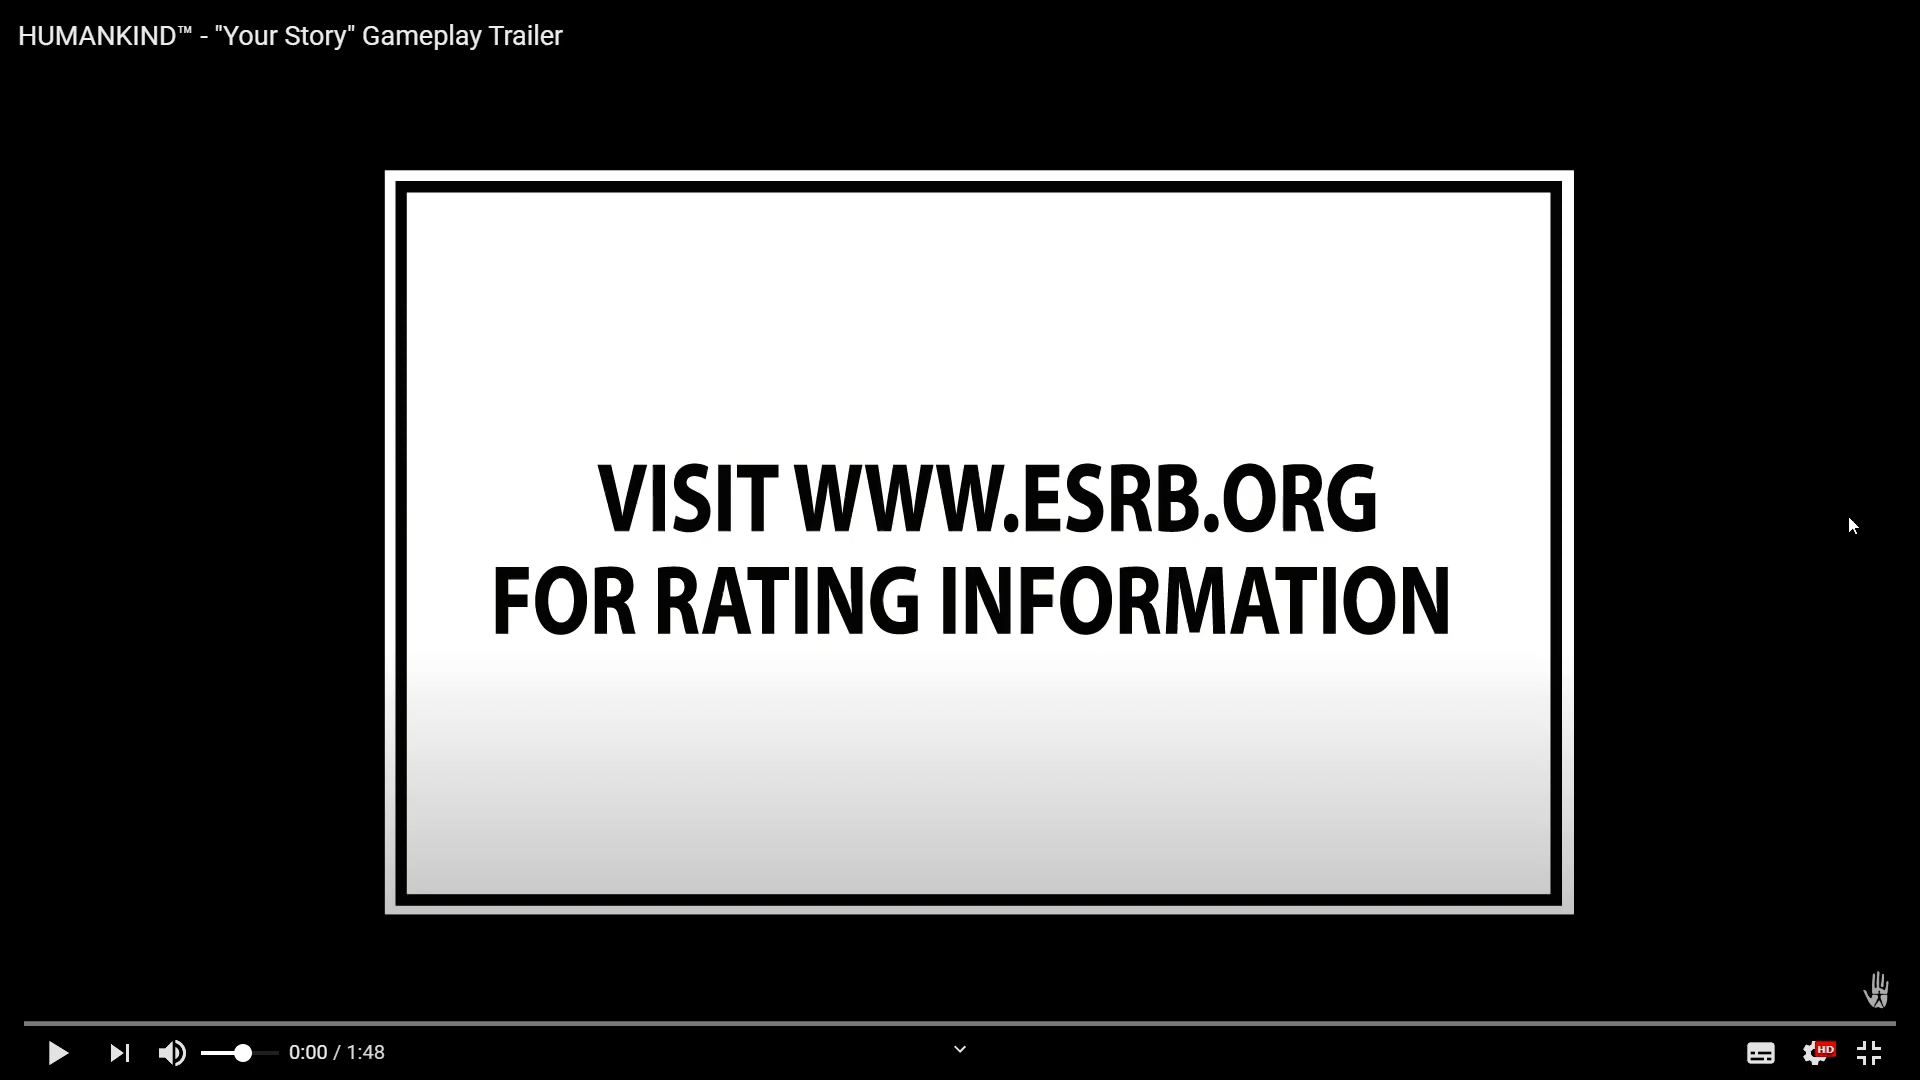 HUMANKIND™ - "Your Story" Gameplay Trailer
VISIT WWW.ESRB.ORG
FOR RATING INFORMATION
0:00 / 1:48
HD